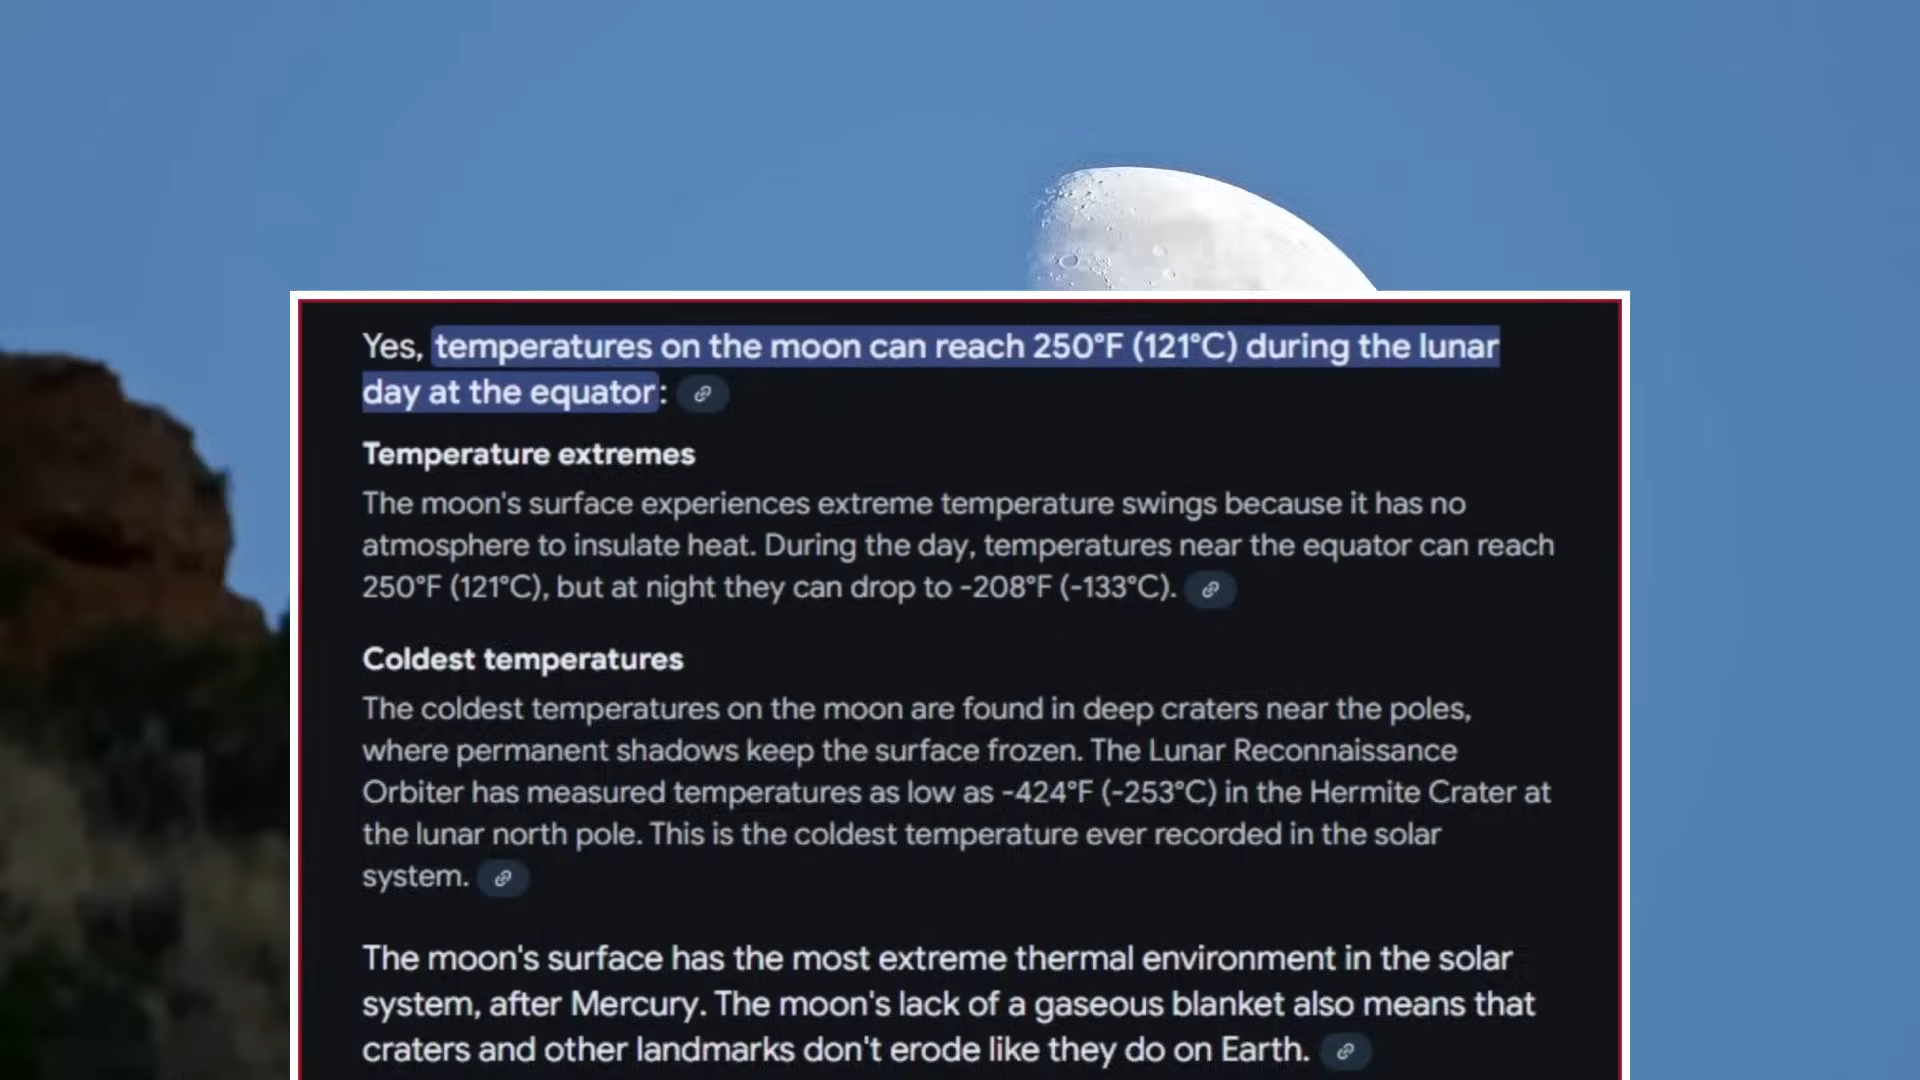 Yes, temperatures on the moon can reach 250°F (121°C) during the lunar
day at the equator:
Temperature extremes
The moon's surface experiences extreme temperature swings because it has no
atmosphere to insulate heat. During the day, temperatures near the equator can reach
250°F (121°C), but at night they can drop to -208°F (-133°C).
Coldest temperatures
The coldest temperatures on the moon are found in deep craters near the poles,
where permanent shadows keep the surface frozen. The Lunar Reconnaissance
Orbiter has measured temperatures as low as -424°F (-253°C) in the Hermite Crater at
the lunar north pole. This is the coldest temperature ever recorded in the solar
system.
The moon's surface has the most extreme thermal environment in the solar
system, after Mercury. The moon's lack of a gaseous blanket also means that
craters and other landmarks don't erode like they do on Earth.